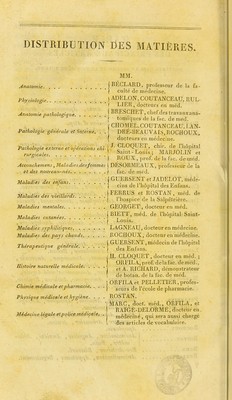 DISTRIBUTION DES MATIÈRES.
MM.
Anatomie. BÉCLARD, professeur de la faculté de médecine.
Physiologie. ADELON, COUTANCEAU, RULLIER, docteurs en méd.
Anatomie pathologique. BRESCHET, chef des travaux anatomiques de la fac. de méd.
Pathologie générale et interne. CHOMEL, COUTANCEAU, LANDRÉ-BEAUVAIS, ROCHOUX, docteurs en médecine.
Pathologie externe et opérations chirurgicales. J. CLOQUET, chir. de l'hôpital Saint-Louis; MARJOLIN et ROUX, prof. de la fac. de méd.
Accouchemens, Maladies des femmes et des nouveau-nés. DESORMEAUX, professeur de la fac. de méd.
Maladies des enfans. GUERSENT et JADELOT, médecins de l'hôpital des Enfans.
Maladies des vieillards. FERRUS et ROSTAN, méd. de l'hospice de la Salpêtrière.
Maladies mentales. GEORGET, docteur en méd.
Maladies cutanées. BIETT, méd. de l'hôpital Saint-Louis.
Maladies syphilitiques. LAGNEAU, docteur en médecine.
Maladies des pays chauds. ROCHOUX, docteur en médecine.
Thérapeutique générale. GUERSENT, médecin de l'hôpital des Enfans.
Histoire naturelle médicale. H. CLOQUET, docteur en méd.; ORFILA, prof. de la fac. de méd., et A. RICHARD, démonstrateur de botan. de la fac. de méd.
Chimie médicale et pharmacie. ORFILA et PELLETIER, professeurs de l'école de pharmacie.
Physique médicale et hygiène. ROSTAN.
Médecine légale et police médicale. MARC, doct. méd., ORFILA, et RAIGE-DELORME, docteur en médecine, qui sera aussi chargé des articles de vocabulaire.